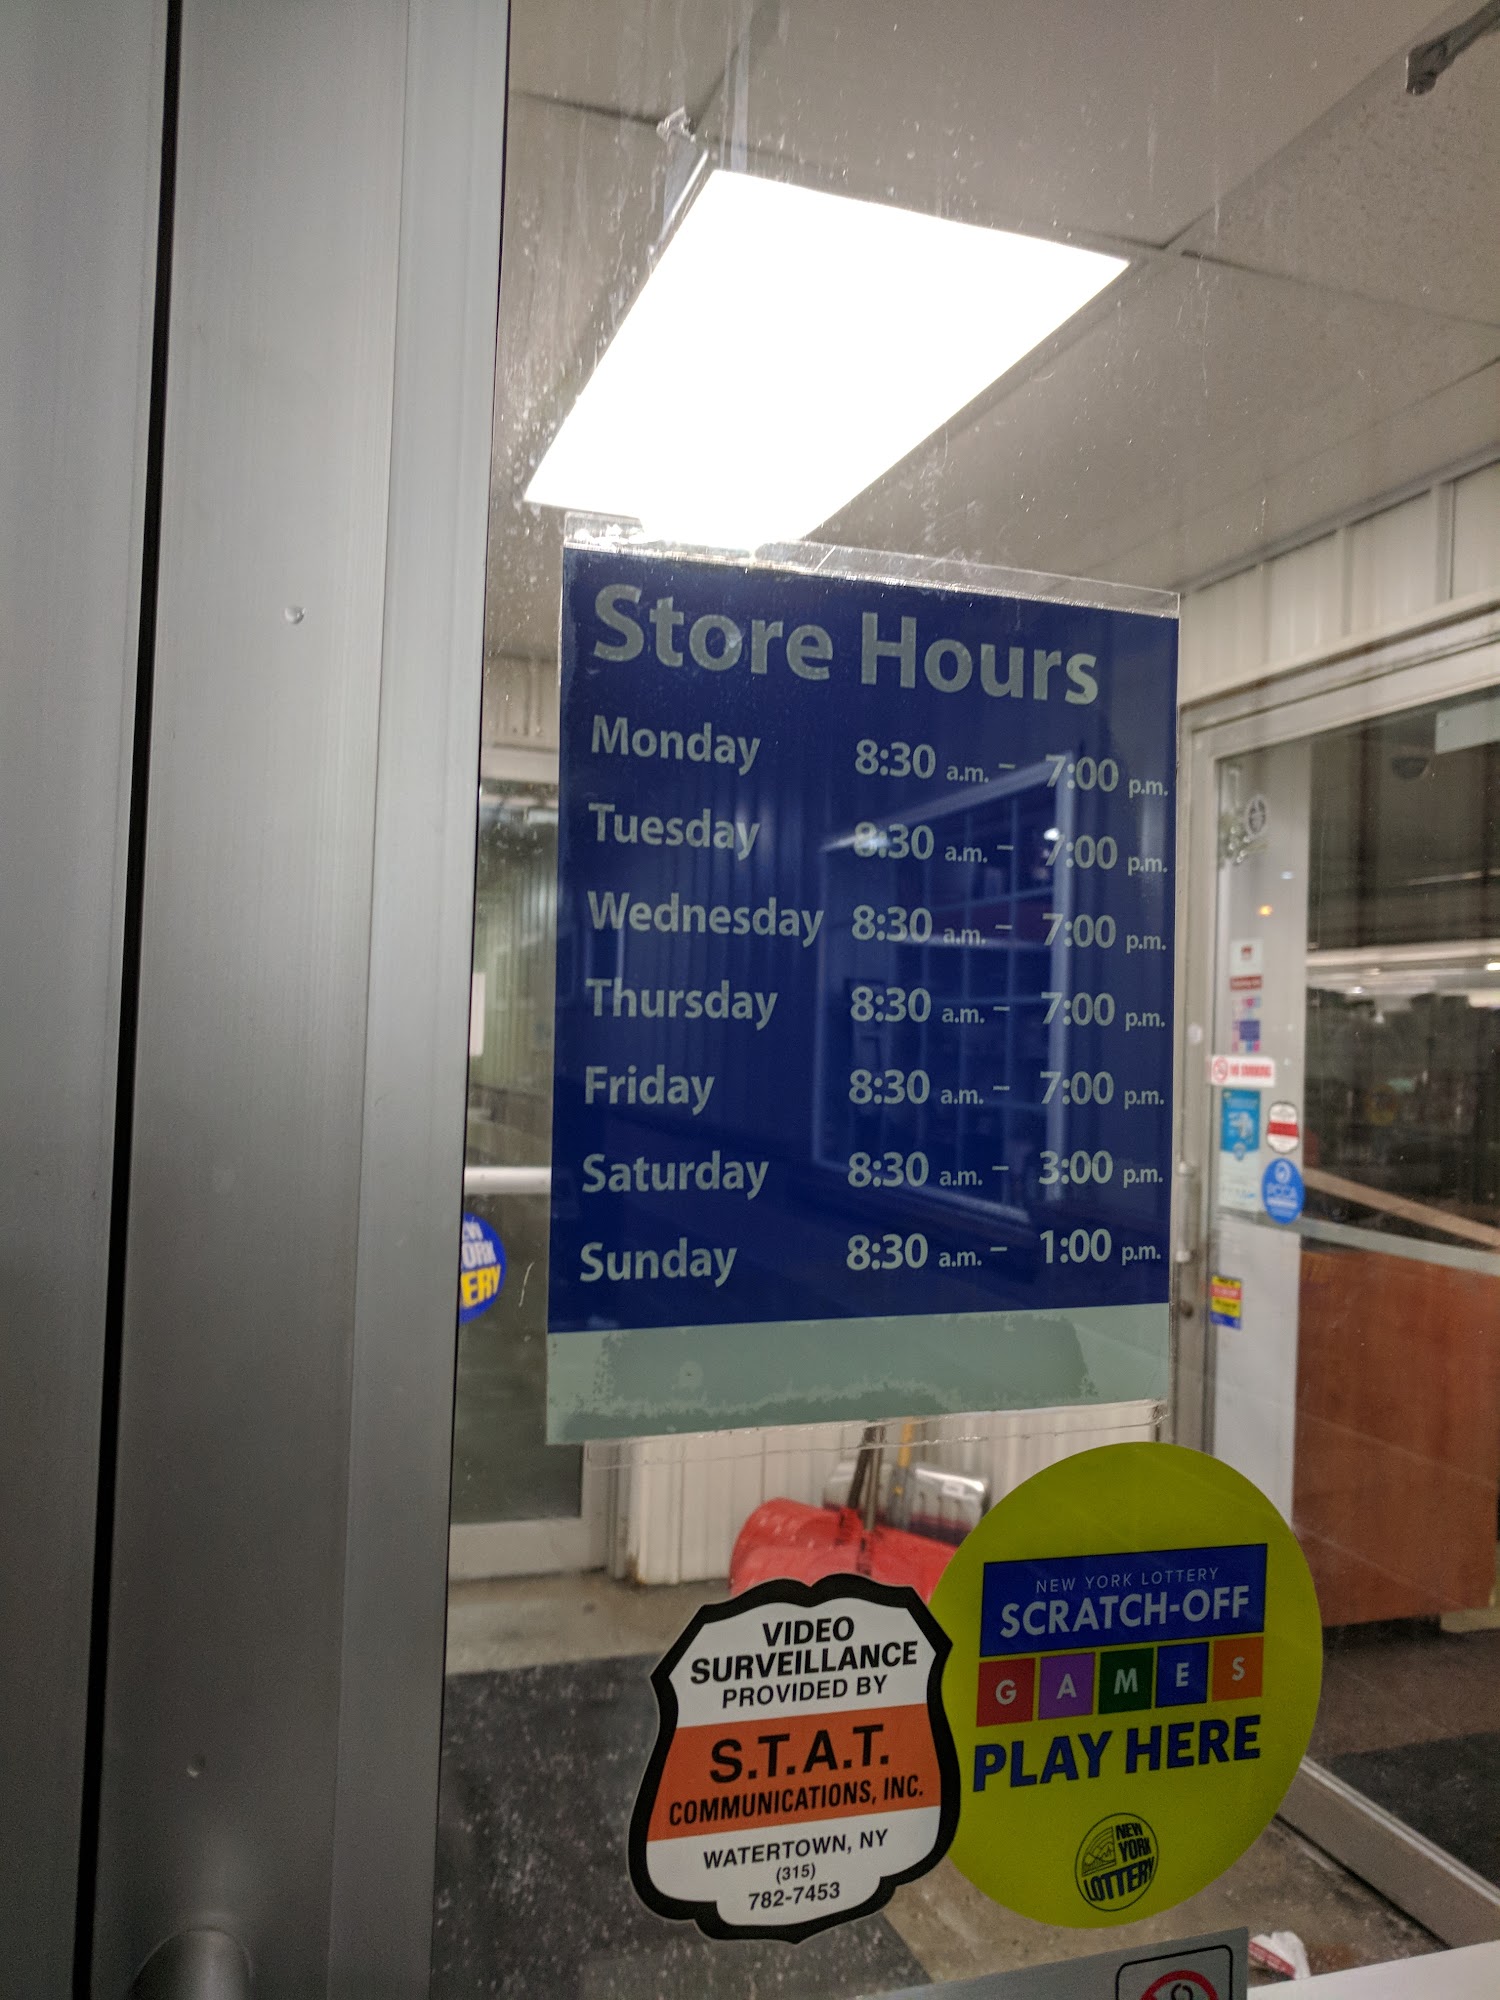 Store Hours
Monday 8:30 a.m. – 7:00 p.m.
Tuesday 8:30 a.m. – 7:00 p.m.
Wednesday 8:30 a.m. – 7:00 p.m.
Thursday 8:30 a.m. – 7:00 p.m.
Friday 8:30 a.m. – 7:00 p.m.
Saturday 8:30 a.m. – 3:00 p.m.
Sunday 8:30 a.m. – 1:00 p.m.
NO SMOKING
VIDEO
SURVEILLANCE
PROVIDED BY
S.T.A.T.
COMMUNICATIONS, INC.
WATERTOWN, NY
(315)
782-7453
NEW YORK LOTTERY
SCRATCH-OFF
GAMES
PLAY HERE
NEW
YORK
LOTTERY